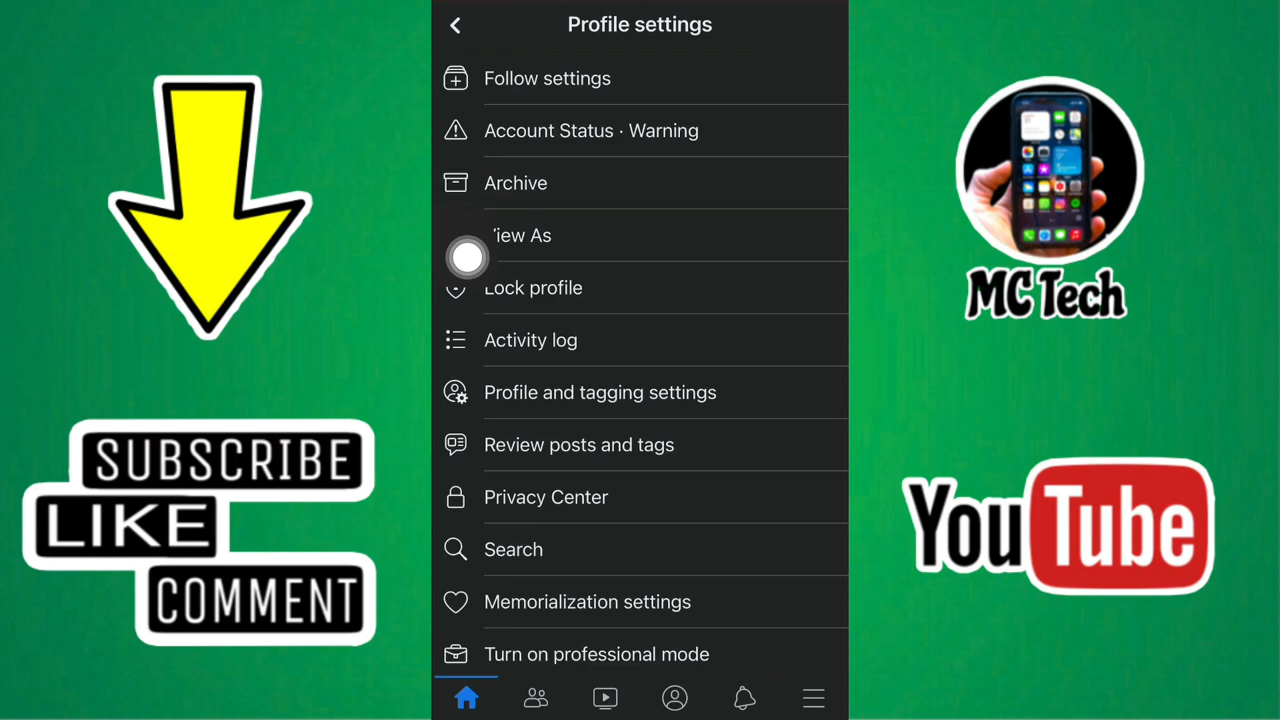 Profile settings
Follow settings
Account Status · Warning
Archive
View As
Lock profile
Activity log
Profile and tagging settings
Review posts and tags
Privacy Center
Search
Memorialization settings
Turn on professional mode
SUBSCRIBE
LIKE
COMMENT
MC Tech
YouTube